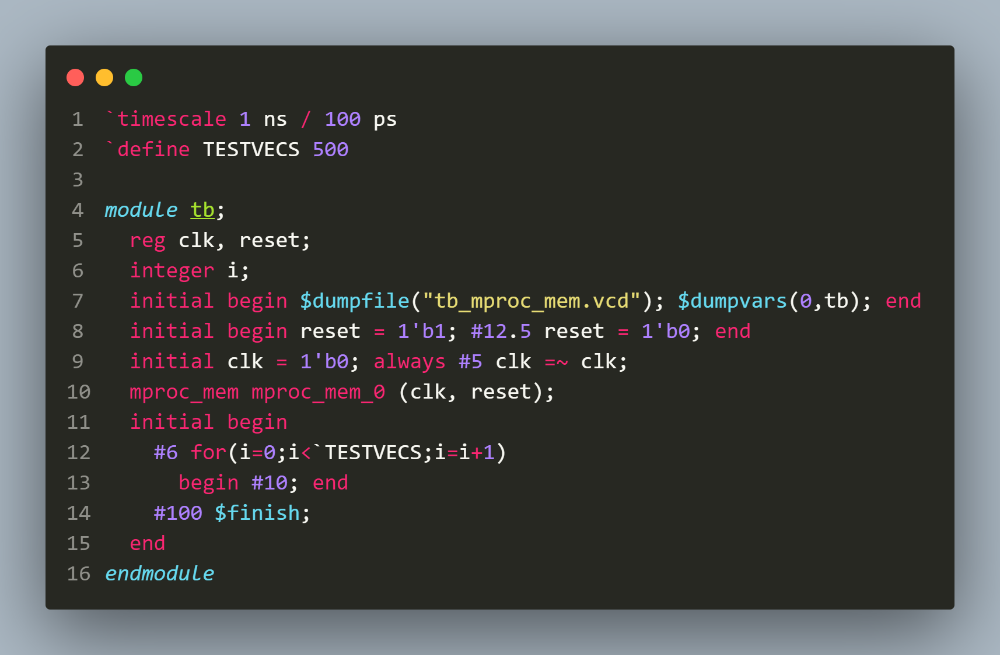 1 `timescale 1 ns / 100 ps
2 `define TESTVECS 500
3
4 module tb;
5   reg clk, reset;
6   integer i;
7   initial begin $dumpfile("tb_mproc_mem.vcd"); $dumpvars(0,tb); end
8   initial begin reset = 1'b1; #12.5 reset = 1'b0; end
9   initial clk = 1'b0; always #5 clk =~ clk;
10   mproc_mem mproc_mem_0 (clk, reset);
11   initial begin
12     #6 for(i=0;i<`TESTVECS;i=i+1)
13       begin #10; end
14     #100 $finish;
15   end
16 endmodule